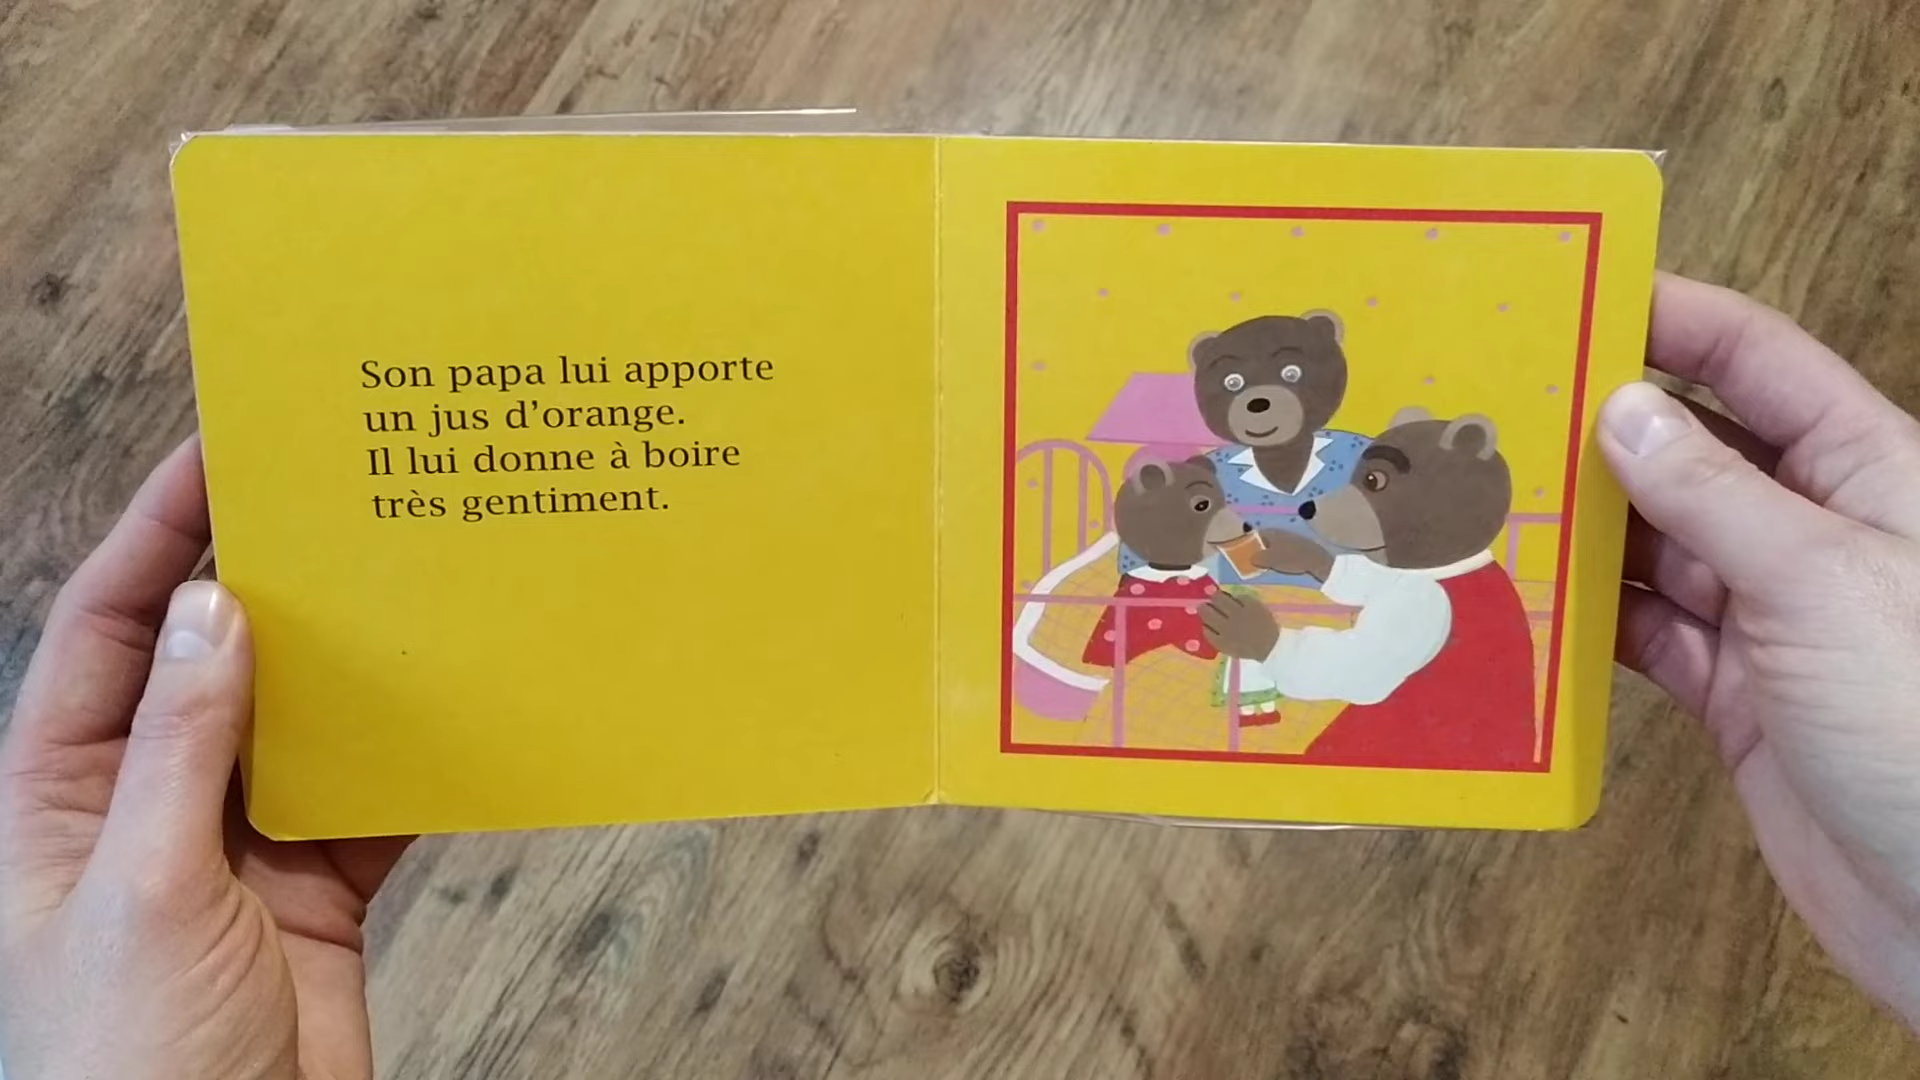 Son papa lui apporte
un jus d’orange.
Il lui donne à boire
très gentiment.